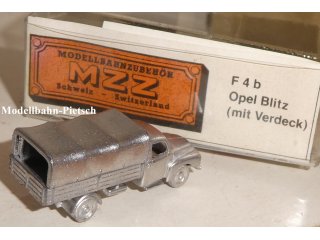 MODELLBAHNZUBEHÖR
MZZ
Schweiz - Switzerland
F 4 b
Opel Blitz
(mit Verdeck)
Modellbahn-Pietsch